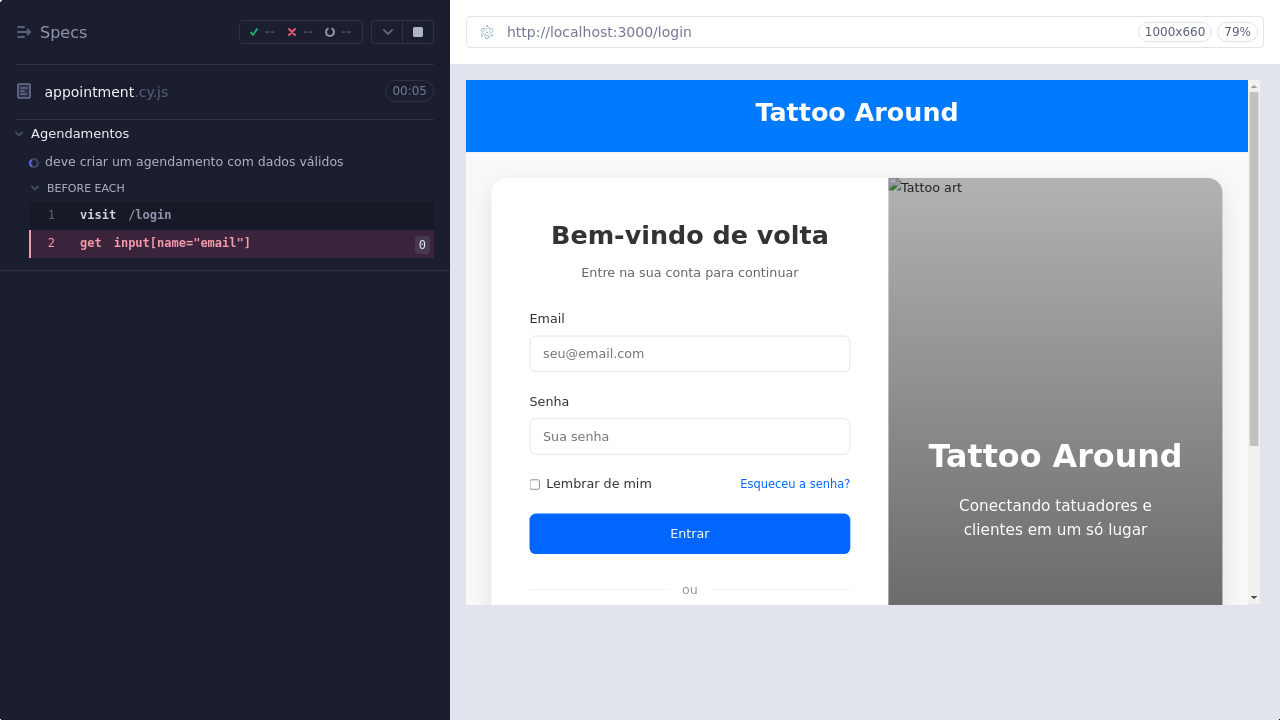 Specs
--
--
--
appointment.cy.js
00:05
Agendamentos
deve criar um agendamento com dados válidos
BEFORE EACH
1 visit /login
2 get input[name="email"] 0
http://localhost:3000/login
1000x660
79%
Tattoo Around
Bem-vindo de volta
Entre na sua conta para continuar
Email
seu@email.com
Senha
Sua senha
Lembrar de mim
Esqueceu a senha?
Entrar
ou
Tattoo art
Tattoo Around
Conectando tatuadores e
clientes em um só lugar